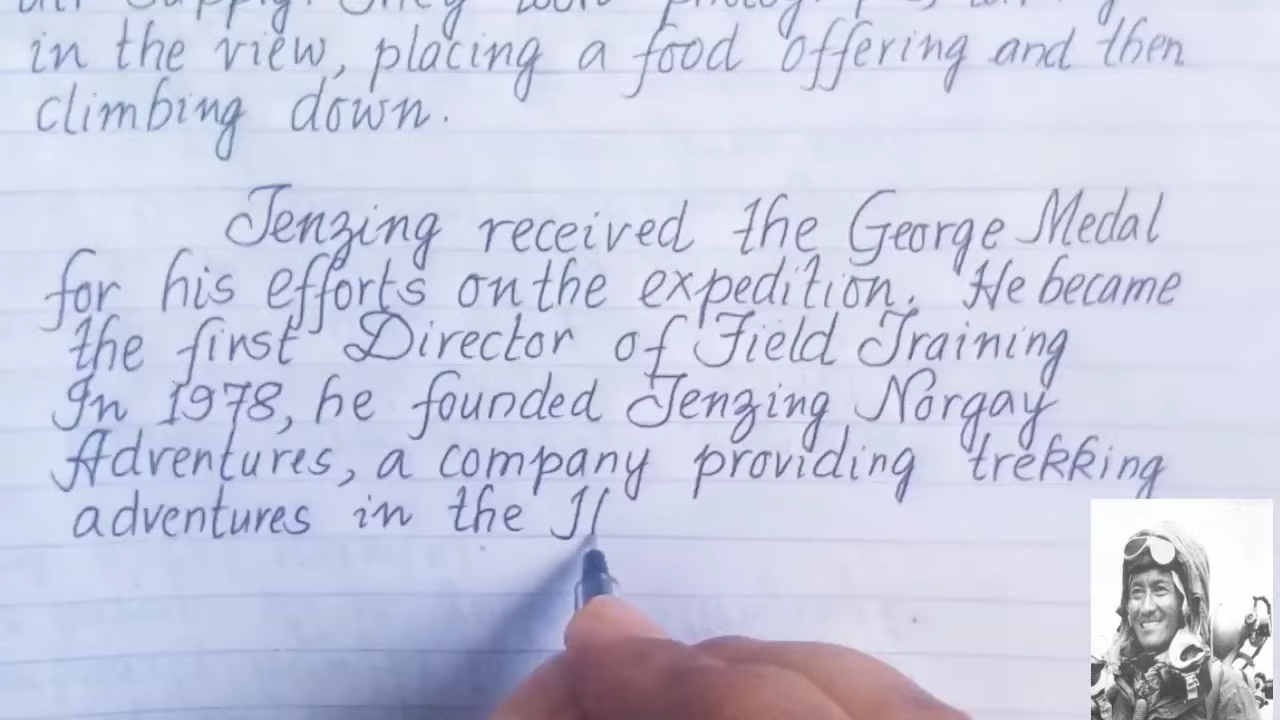 in the view, placing a food offering and then
climbing down.
Tenzing received the George Medal
for his efforts on the expedition. He became
the first Director of Field Training
In 1978, he founded Tenzing Norgay
Adventures, a company providing trekking
adventures in the